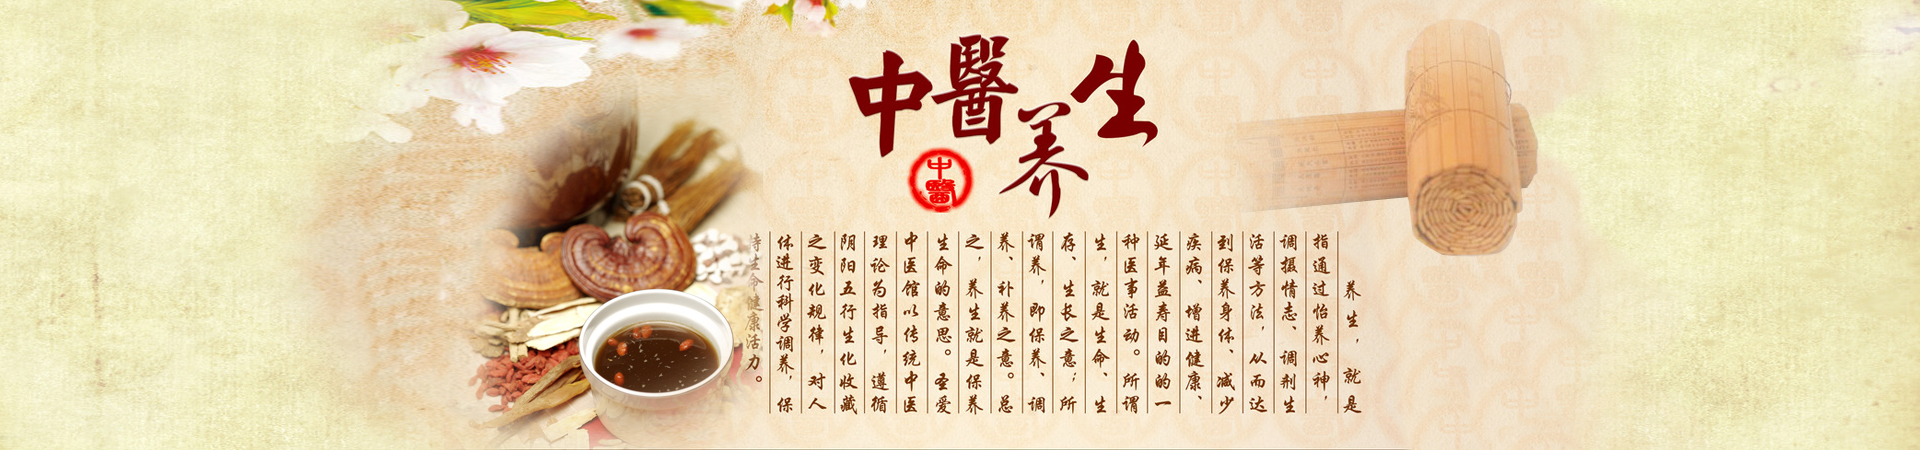 中醫养生
中醫
养生，就是
指通过怡养心神，
调摄情志、调剂生
活等方法，从而达
到保养身体、减少
疾病、增进健康、
延年益寿目的的一
种医事活动。所谓
生，就是生命、生
存、生长之意；所
谓养，即保养、调
养、补养之意。总
之，养生就是保养
生命的意思。圣爱
中医馆以传统中医
理论为指导，遵循
阴阳五行生化收藏
之变化规律，对人
体进行科学调养，保
持生命健康活力。